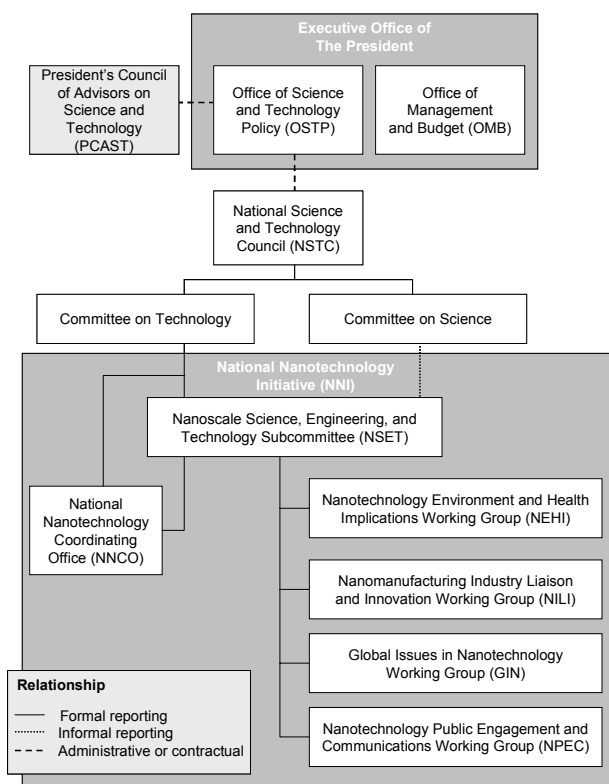 Executive Office of
The President
President's Council
of Advisors on
Science and
Technology
(PCAST)
Office of Science
and Technology
Policy (OSTP)
Office of
Management
and Budget (OMB)
National Science
and Technology
Council (NSTC)
Committee on Technology
Committee on Science
National Nanotechnology
Initiative (NNI)
Nanoscale Science, Engineering, and
Technology Subcommittee (NSET)
National
Nanotechnology
Coordinating
Office (NNCO)
Nanotechnology Environment and Health
Implications Working Group (NEHI)
Nanomanufacturing Industry Liaison
and Innovation Working Group (NILI)
Global Issues in Nanotechnology
Working Group (GIN)
Nanotechnology Public Engagement and
Communications Working Group (NPEC)
Relationship
Formal reporting
Informal reporting
Administrative or contractual